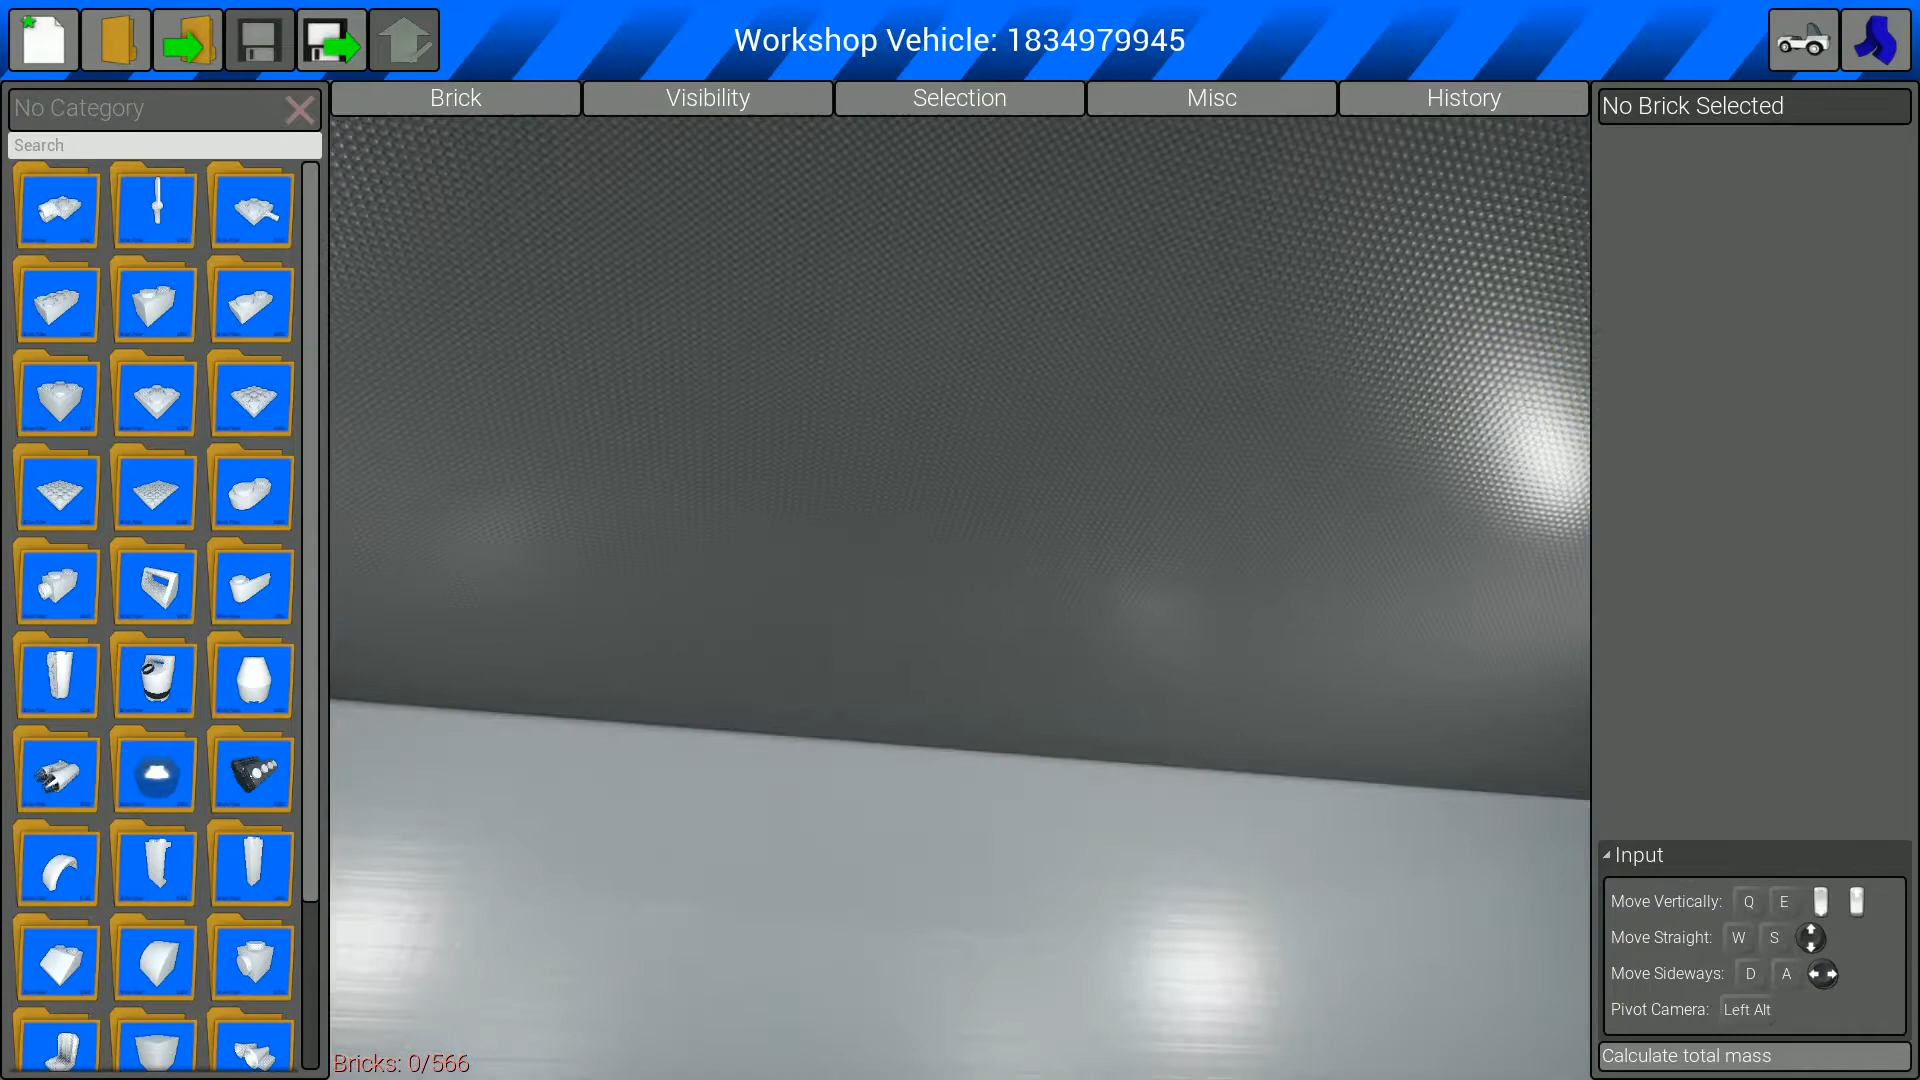 Workshop Vehicle: 1834979945
No Category
Search
Brick
Visibility
Selection
Misc
History
No Brick Selected
Bricks: 0/566
Input
Move Vertically: Q E
Move Straight: W S
Move Sideways: D A
Pivot Camera: Left Alt
Calculate total mass